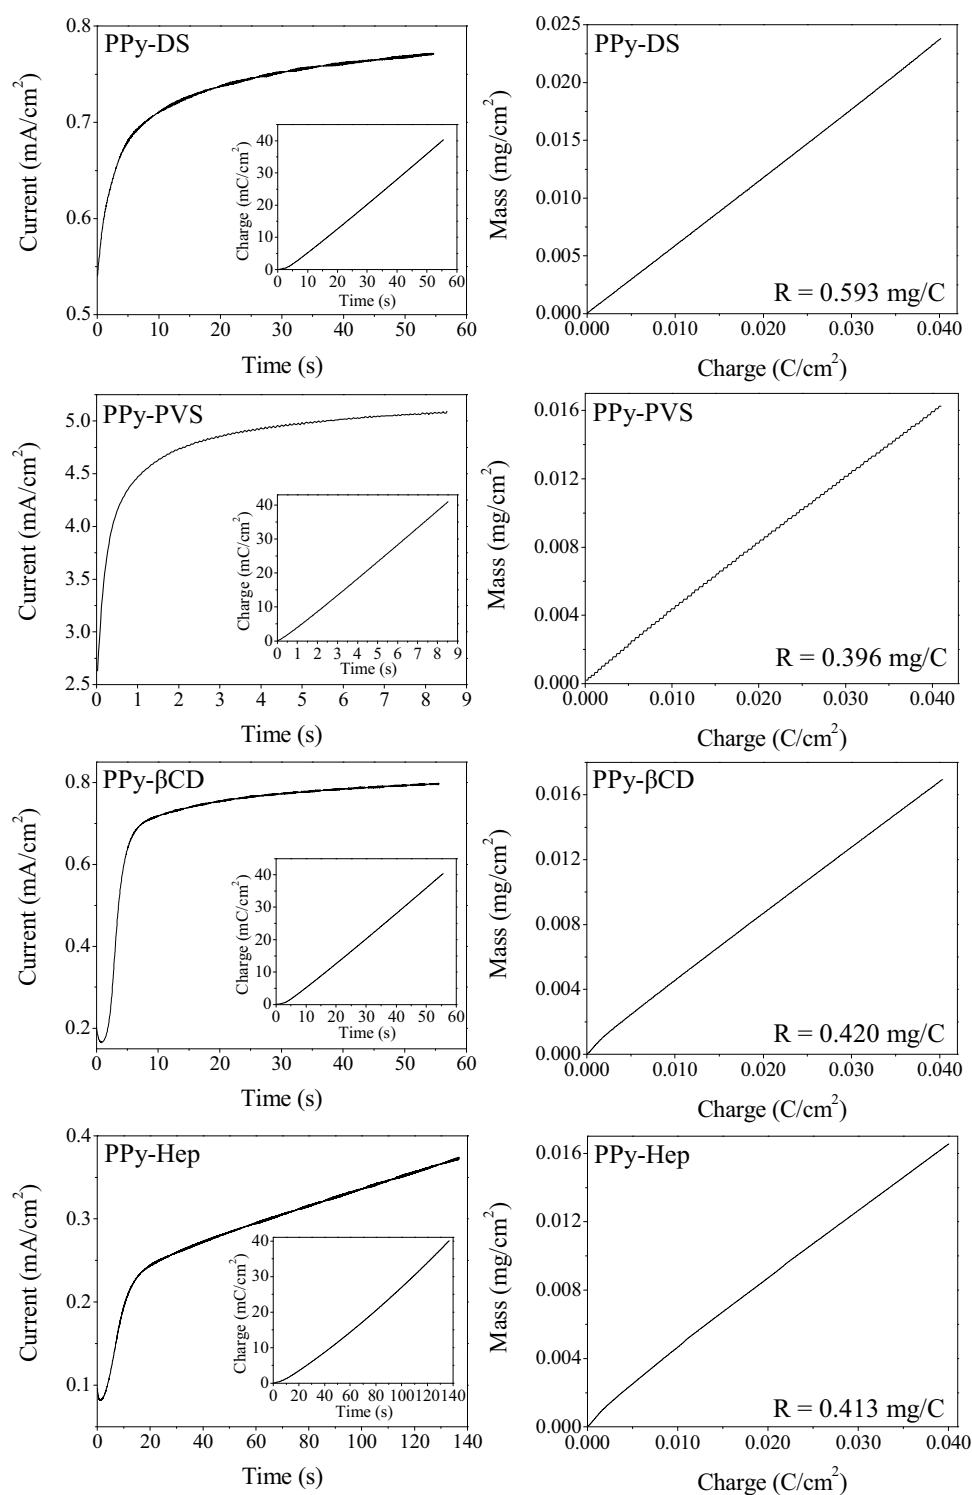 PPy-DS
Current (mA/cm²)
0.8
0.7
0.6
0.5
0 10 20 30 40 50 60
Time (s)
Charge (mC/cm²)
40
30
20
10
0
0 10 20 30 40 50 60
Time (s)
PPy-DS
Mass (mg/cm²)
0.025
0.020
0.015
0.010
0.005
0.000
R = 0.593 mg/C
0.000 0.010 0.020 0.030 0.040
Charge (C/cm²)
PPy-PVS
Current (mA/cm²)
5.0
4.5
4.0
3.5
3.0
2.5
0 1 2 3 4 5 6 7 8 9
Time (s)
Charge (mC/cm²)
40
30
20
10
0
0 1 2 3 4 5 6 7 8 9
Time (s)
PPy-PVS
Mass (mg/cm²)
0.016
0.012
0.008
0.004
0.000
R = 0.396 mg/C
0.000 0.010 0.020 0.030 0.040
Charge (C/cm²)
PPy-βCD
Current (mA/cm²)
0.8
0.6
0.4
0.2
0 10 20 30 40 50 60
Time (s)
Charge (mC/cm²)
40
30
20
10
0
0 10 20 30 40 50 60
Time (s)
PPy-βCD
Mass (mg/cm²)
0.016
0.012
0.008
0.004
0.000
R = 0.420 mg/C
0.000 0.010 0.020 0.030 0.040
Charge (C/cm²)
PPy-Hep
Current (mA/cm²)
0.4
0.3
0.2
0.1
0 20 40 60 80 100 120 140
Time (s)
Charge (mC/cm²)
40
30
20
10
0
0 20 40 60 80 100 120 140
Time (s)
PPy-Hep
Mass (mg/cm²)
0.016
0.012
0.008
0.004
0.000
R = 0.413 mg/C
0.000 0.010 0.020 0.030 0.040
Charge (C/cm²)